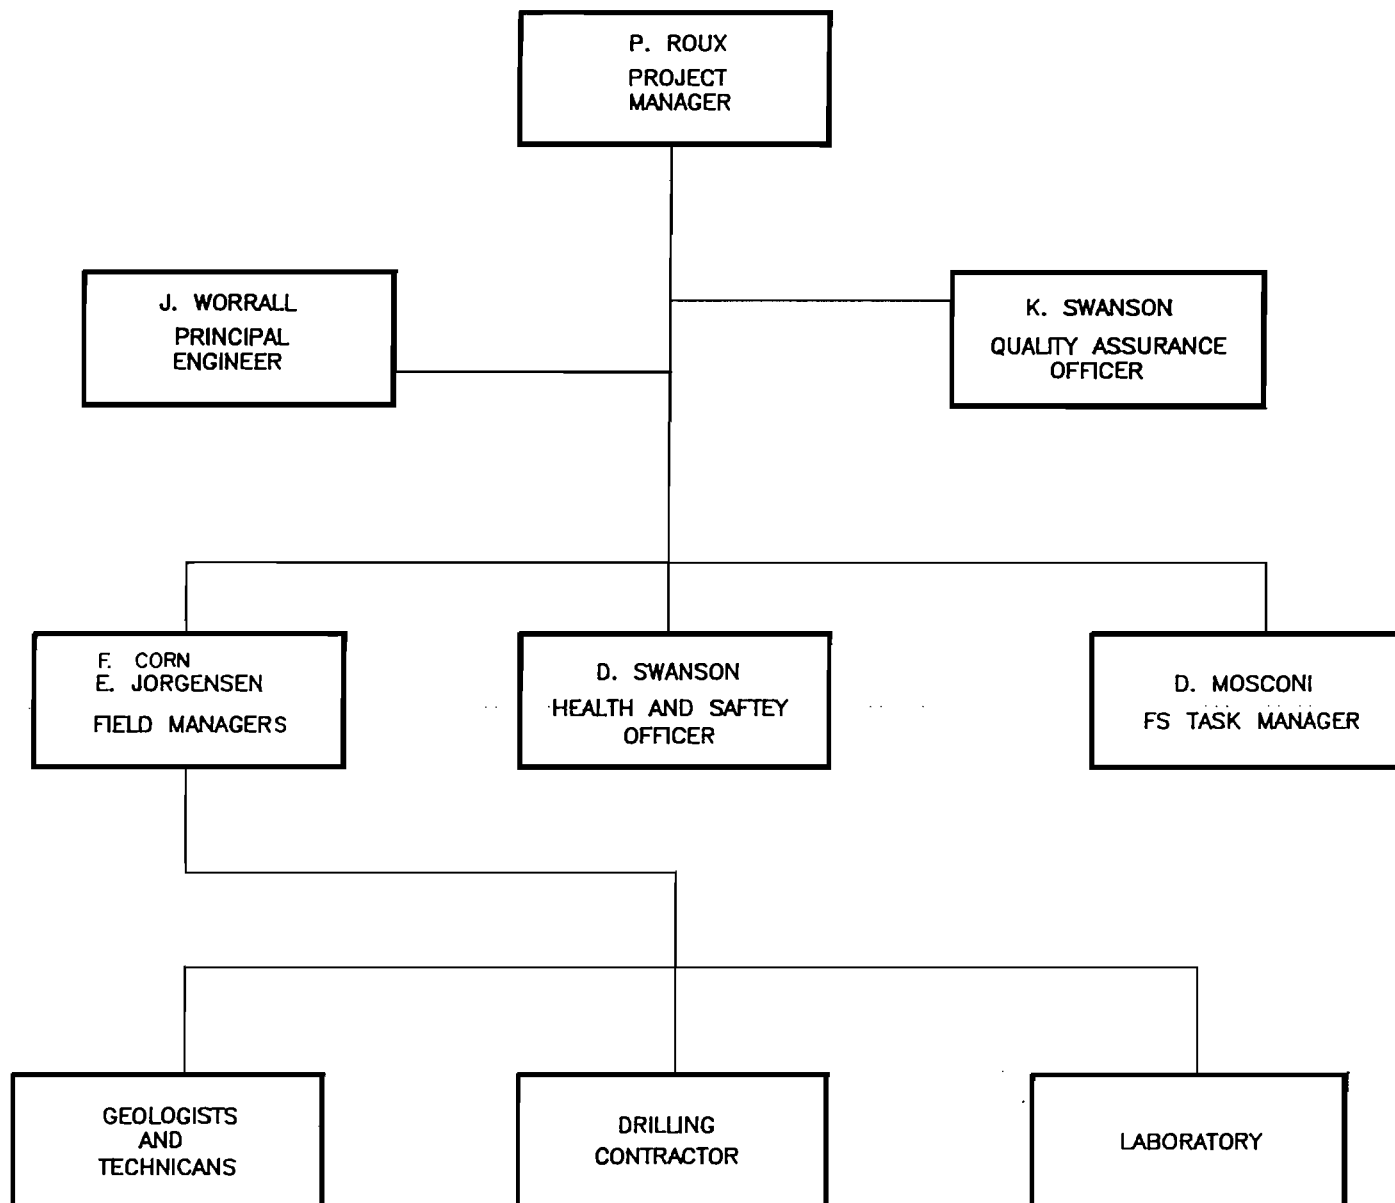 P. ROUX
PROJECT
MANAGER
J. WORRALL
PRINCIPAL
ENGINEER
K. SWANSON
QUALITY ASSURANCE
OFFICER
F. CORN
E. JORGENSEN
FIELD MANAGERS
D. SWANSON
HEALTH AND SAFTEY
OFFICER
D. MOSCONI
FS TASK MANAGER
GEOLOGISTS
AND
TECHNICANS
DRILLING
CONTRACTOR
LABORATORY